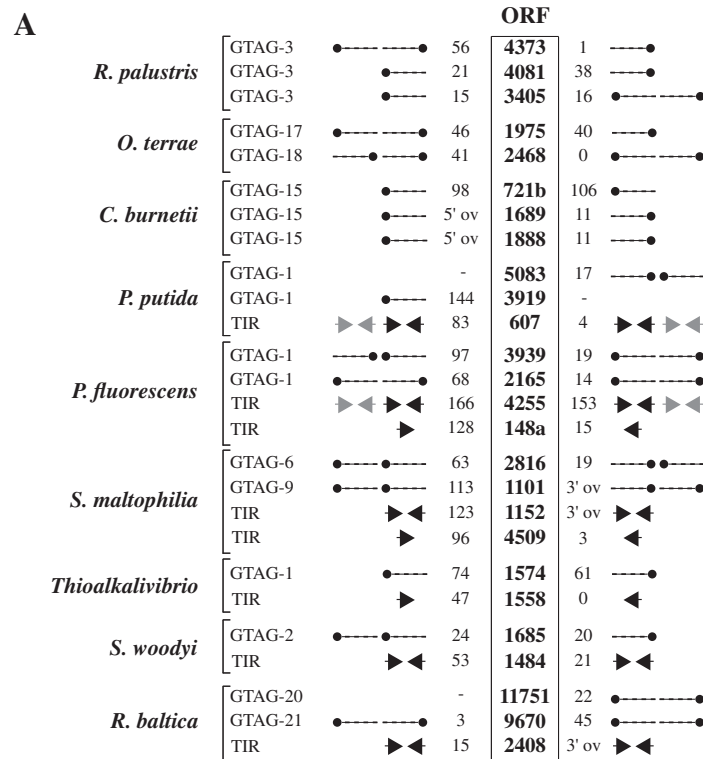 A
ORF
GTAG-3 56 4373 1
R. palustris GTAG-3 21 4081 38
GTAG-3 15 3405 16
GTAG-17 46 1975 40
O. terrae
GTAG-18 41 2468 0
GTAG-15 98 721b 106
C. burnetii GTAG-15 5' ov 1689 11
GTAG-15 5' ov 1888 11
GTAG-1 - 5083 17
P. putida GTAG-1 144 3919 -
TIR 83 607 4
GTAG-1 97 3939 19
GTAG-1 68 2165 14
P. fluorescens
TIR 166 4255 153
TIR 128 148a 15
GTAG-6 63 2816 19
GTAG-9 113 1101 3' ov
S. maltophilia
TIR 123 1152 3' ov
TIR 96 4509 3
GTAG-1 74 1574 61
Thioalkalivibrio
TIR 47 1558 0
GTAG-2 24 1685 20
S. woodyi
TIR 53 1484 21
GTAG-20 - 11751 22
R. baltica GTAG-21 3 9670 45
TIR 15 2408 3' ov